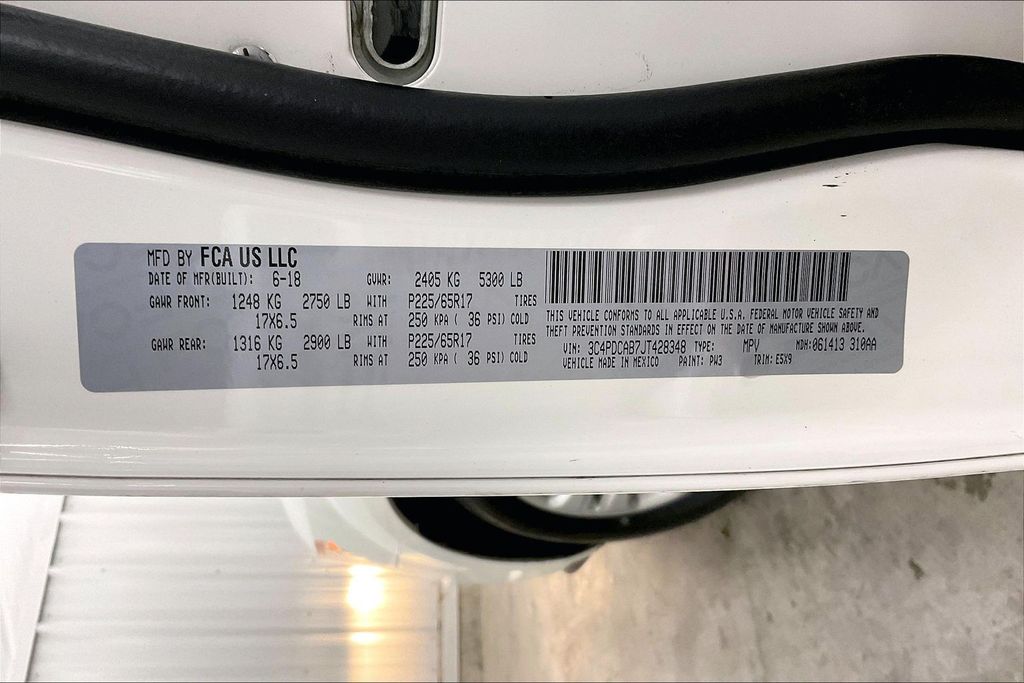 MFD BY FCA US LLC
DATE OF MFR(BUILT): 6-18 GVWR: 2405 KG 5300 LB
GAWR FRONT: 1248 KG 2750 LB WITH P225/65R17 TIRES
17X6.5 RIMS AT 250 KPA ( 36 PSI) COLD
GAWR REAR: 1316 KG 2900 LB WITH P225/65R17 TIRES
17X6.5 RIMS AT 250 KPA ( 36 PSI) COLD
THIS VEHICLE CONFORMS TO ALL APPLICABLE U.S.A. FEDERAL MOTOR VEHICLE SAFETY AND
THEFT PREVENTION STANDARDS IN EFFECT ON THE DATE OF MANUFACTURE SHOWN ABOVE.
VIN: 3C4PDCAB7JT428348 TYPE: MPV MDH:061413 310AA
VEHICLE MADE IN MEXICO PAINT: PW3 TRIM: E5X9